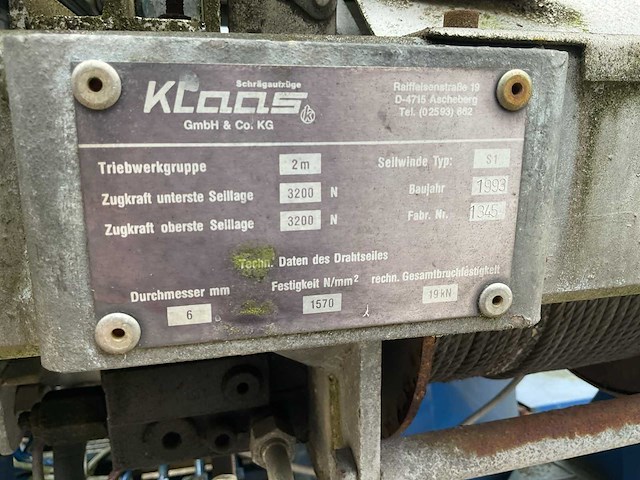 Schrägaufzüge
Klaas
GmbH & Co. KG
Raiffeisenstraße 19
D-4715 Ascheberg
Tel. (02593) 662
Triebwerkgruppe 2m
Seilwinde Typ: S1
Zugkraft unterste Seillage 3200 N
Baujahr 1993
Zugkraft oberste Seillage 3200 N
Fabr. Nr. 1345
Techn. Daten des Drahtseiles
Durchmesser mm Festigkeit N/mm² rechn. Gesamtbruchfestigkeit
6 1570 19 kN